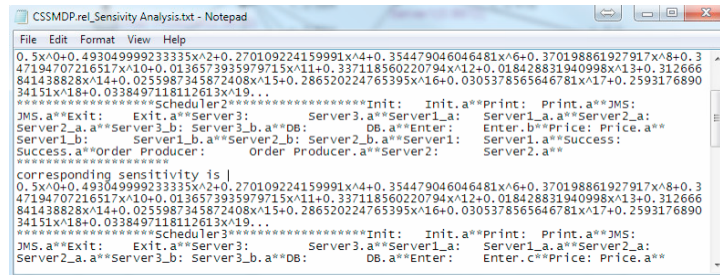 CSSMDP.rel_Sensivity Analysis.txt - Notepad
File Edit Format View Help
0.5x^0+0.493049999233335x^2+0.270109224159991x^4+0.354479046046481x^6+0.370198861927917x^8+0.3
47194707216517x^10+0.0136573935979715x^11+0.337118560220794x^12+0.018428831940998x^13+0.312666
841438828x^14+0.0255987345872408x^15+0.286520224765395x^16+0.0305378565646781x^17+0.2593176890
34151x^18+0.0338497118112613x^19...
********************Scheduler2********************Init: Init.a**Print: Print.a**JMS:
JMS.a**Exit: Exit.a**Server3: Server3.a**Server1_a: Server1_a.a**Server2_a:
Server2_a.a**Server3_b: Server3_b.a**DB: DB.a**Enter: Enter.b**Price: Price.a**
Server1_b: Server1_b.a**Server2_b: Server2_b.a**Server1: Server1.a**Success:
Success.a**Order Producer: Order Producer.a**Server2: Server2.a**
**********************
corresponding sensitivity is
0.5x^0+0.493049999233335x^2+0.270109224159991x^4+0.354479046046481x^6+0.370198861927917x^8+0.3
47194707216517x^10+0.0136573935979715x^11+0.337118560220794x^12+0.018428831940998x^13+0.312666
841438828x^14+0.0255987345872408x^15+0.286520224765395x^16+0.0305378565646781x^17+0.2593176890
34151x^18+0.0338497118112613x^19...
********************Scheduler3********************Init: Init.a**Print: Print.a**JMS:
JMS.a**Exit: Exit.a**Server3: Server3.a**Server1_a: Server1_a.a**Server2_a:
Server2_a.a**Server3_b: Server3_b.a**DB: DB.a**Enter: Enter.c**Price: Price.a**